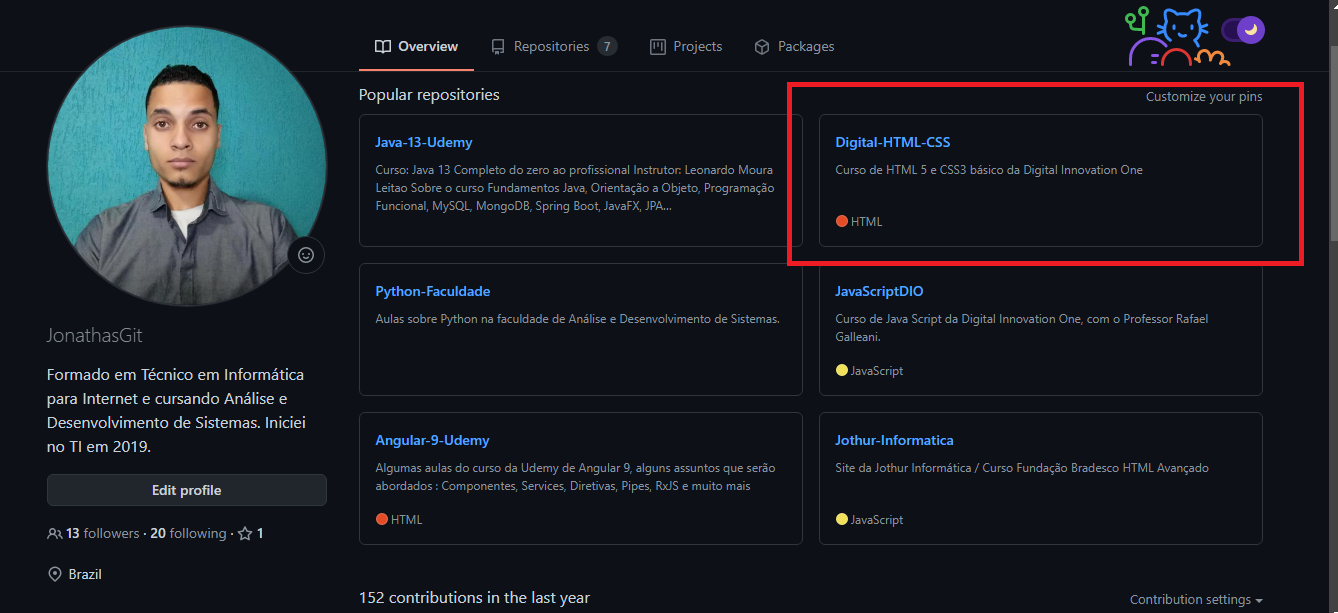 Overview
Repositories 7
Projects
Packages
Popular repositories
Customize your pins
Java-13-Udemy
Curso: Java 13 Completo do zero ao profissional Instrutor: Leonardo Moura
Leitao Sobre o curso Fundamentos Java, Orientação a Objeto, Programação
Funcional, MySQL, MongoDB, Spring Boot, JavaFX, JPA...
Digital-HTML-CSS
Curso de HTML 5 e CSS3 básico da Digital Innovation One
HTML
Python-Faculdade
Aulas sobre Python na faculdade de Análise e Desenvolvimento de Sistemas.
JavaScriptDIO
Curso de Java Script da Digital Innovation One, com o Professor Rafael
Galleani.
JavaScript
Angular-9-Udemy
Algumas aulas do curso da Udemy de Angular 9, alguns assuntos que serão
abordados : Componentes, Services, Diretivas, Pipes, RxJS e muito mais
HTML
Jothur-Informatica
Site da Jothur Informática / Curso Fundação Bradesco HTML Avançado
JavaScript
JonathasGit
Formado em Técnico em Informática
para Internet e cursando Análise e
Desenvolvimento de Sistemas. Iniciei
no TI em 2019.
Edit profile
13 followers · 20 following · 1
Brazil
152 contributions in the last year
Contribution settings